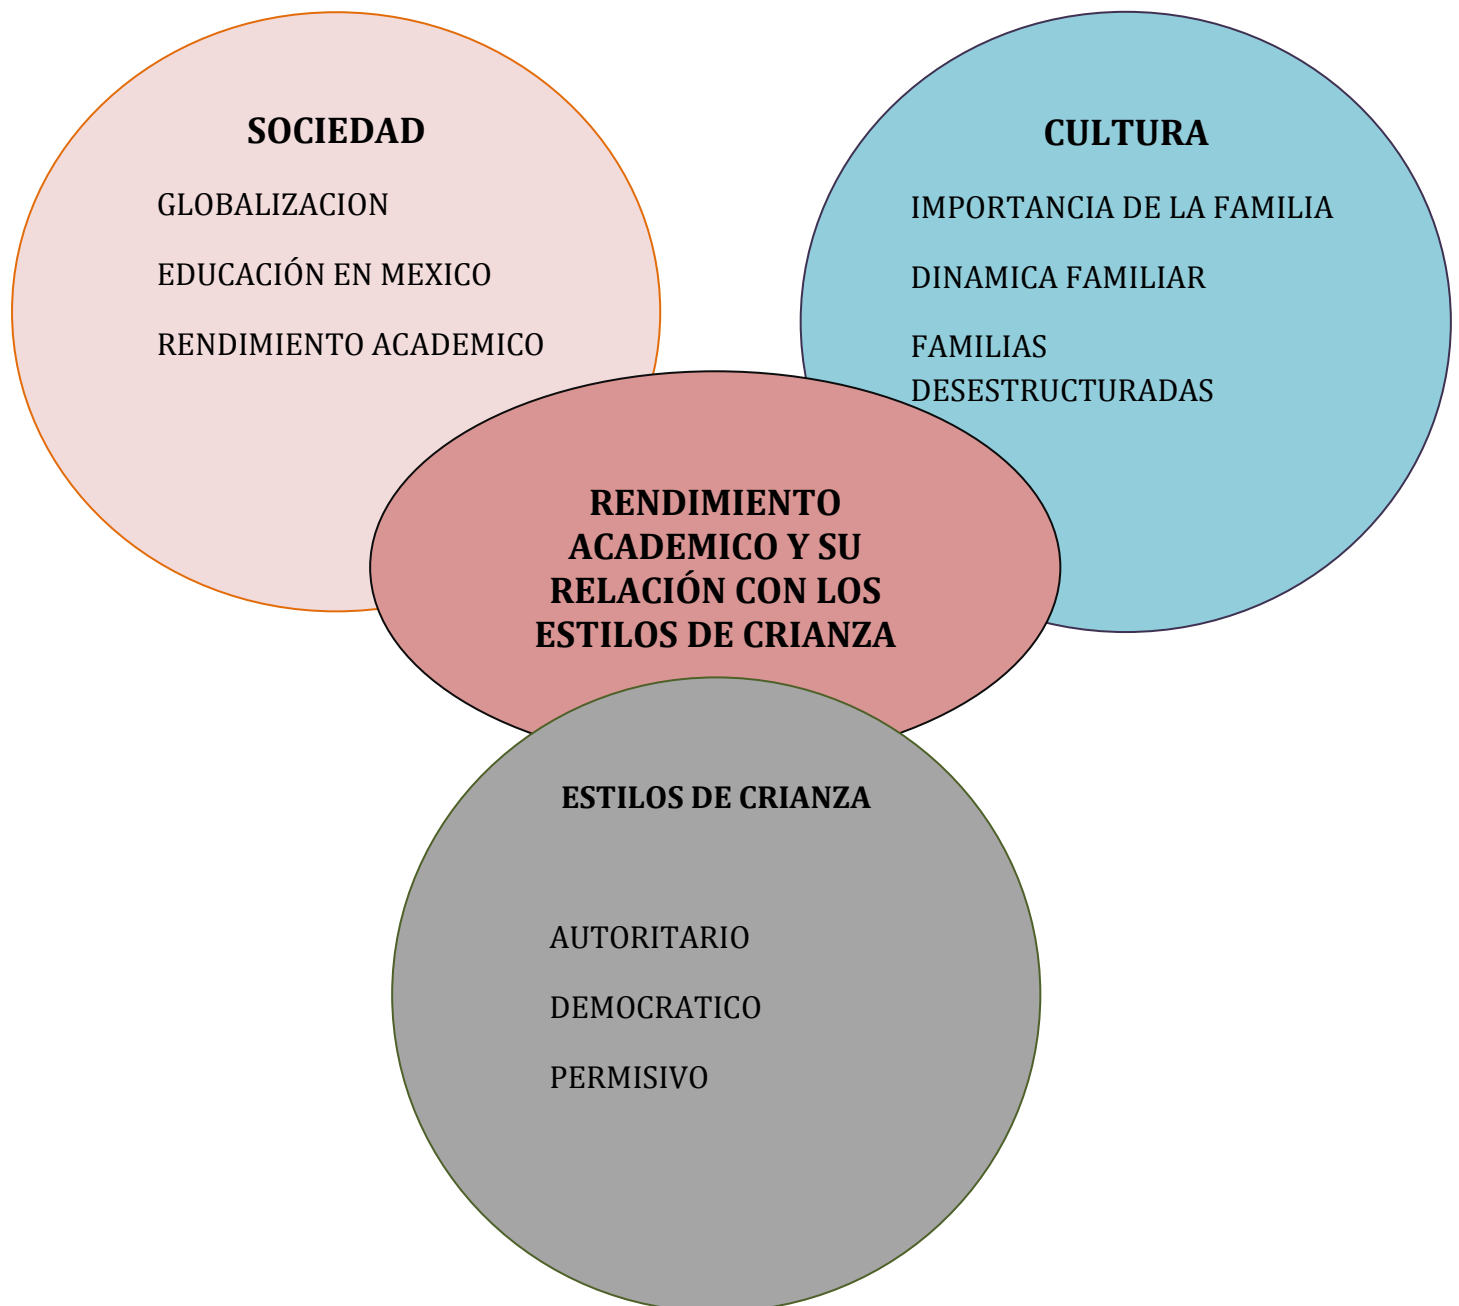 SOCIEDAD
GLOBALIZACION
EDUCACIÓN EN MEXICO
RENDIMIENTO ACADEMICO
CULTURA
IMPORTANCIA DE LA FAMILIA
DINAMICA FAMILIAR
FAMILIAS
DESESTRUCTURADAS
RENDIMIENTO
ACADEMICO Y SU
RELACIÓN CON LOS
ESTILOS DE CRIANZA
ESTILOS DE CRIANZA
AUTORITARIO
DEMOCRATICO
PERMISIVO